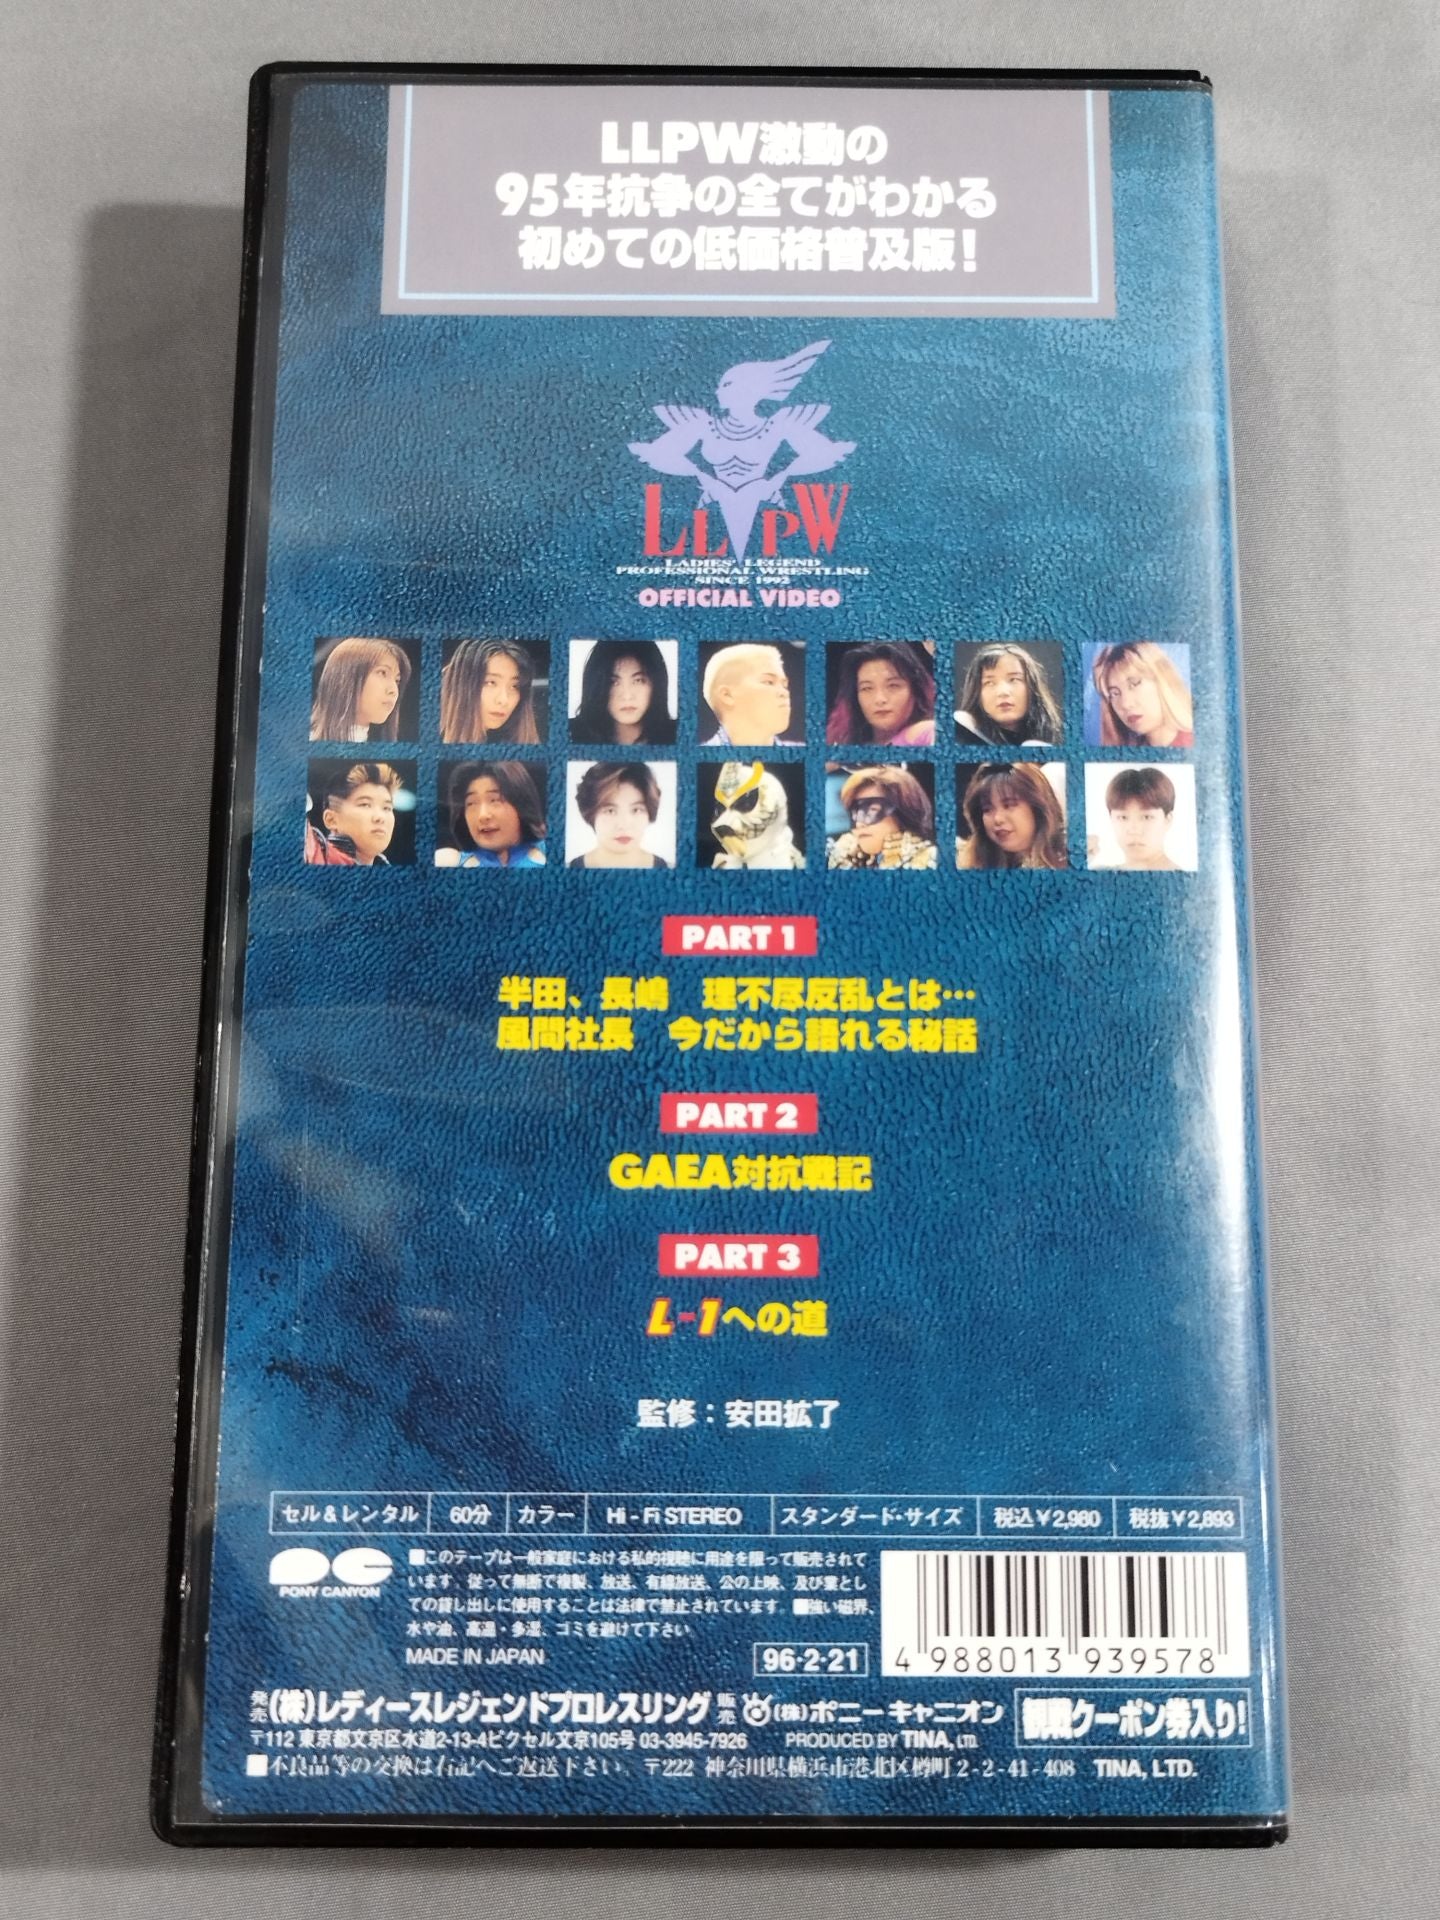 LLPW激動の
95年抗争の全てがわかる
初めての低価格普及版!
LLPW
LADIES' LEGEND
PROFESSIONAL WRESTLING
SINCE 1992
OFFICIAL VIDEO
PART 1
半田、長嶋 理不尽反乱とは…
風間社長 今だから語れる秘話
PART 2
GAEA対抗戦記
PART 3
L-1への道
監修：安田拡了
セル&レンタル 60分 カラー Hi-Fi STEREO スタンダード・サイズ 税込¥2,980 税抜¥2,893
PONY CANYON
■このテープは一般家庭における私的視聴に用途を限って販売されて
います。従って無断で複製、放送、有線放送、公の上映、及び業とし
ての貸し出しに使用することは法律で禁止されています。■強い磁界、
水や油、高温・多湿、ゴミを避けて下さい。
MADE IN JAPAN
96・2・21
4 988013 939578
発売 (株)レディースレジェンドプロレスリング 販売 (株)ポニーキャニオン
観戦クーポン券入り!
〒112 東京都文京区水道2-13-4ピクセル文京105号 03-3945-7926 PRODUCED BY TINA, LTD.
■不良品等の交換は右記へご返送下さい。〒222 神奈川県横浜市港北区樽町2-2-41-408 TINA, LTD.